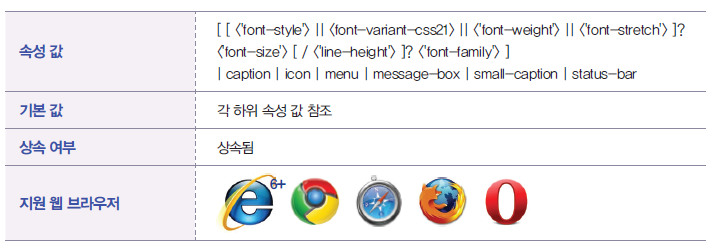 속성 값
[ [ 〈'font-style'〉 || 〈font-variant-css21〉 || 〈'font-weight'〉 || 〈'font-stretch'〉 ]?
〈'font-size'〉 [ / 〈'line-height'〉 ]? 〈'font-family'〉 ]
| caption | icon | menu | message-box | small-caption | status-bar
기본 값
각 하위 속성 값 참조
상속 여부
상속됨
지원 웹 브라우저
6+